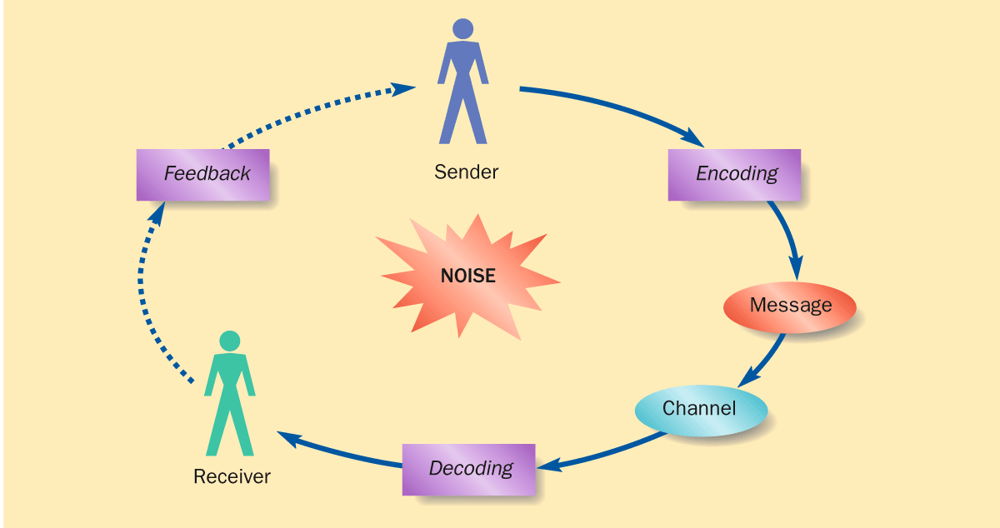 Sender
Encoding
Message
Channel
Decoding
Receiver
Feedback
NOISE